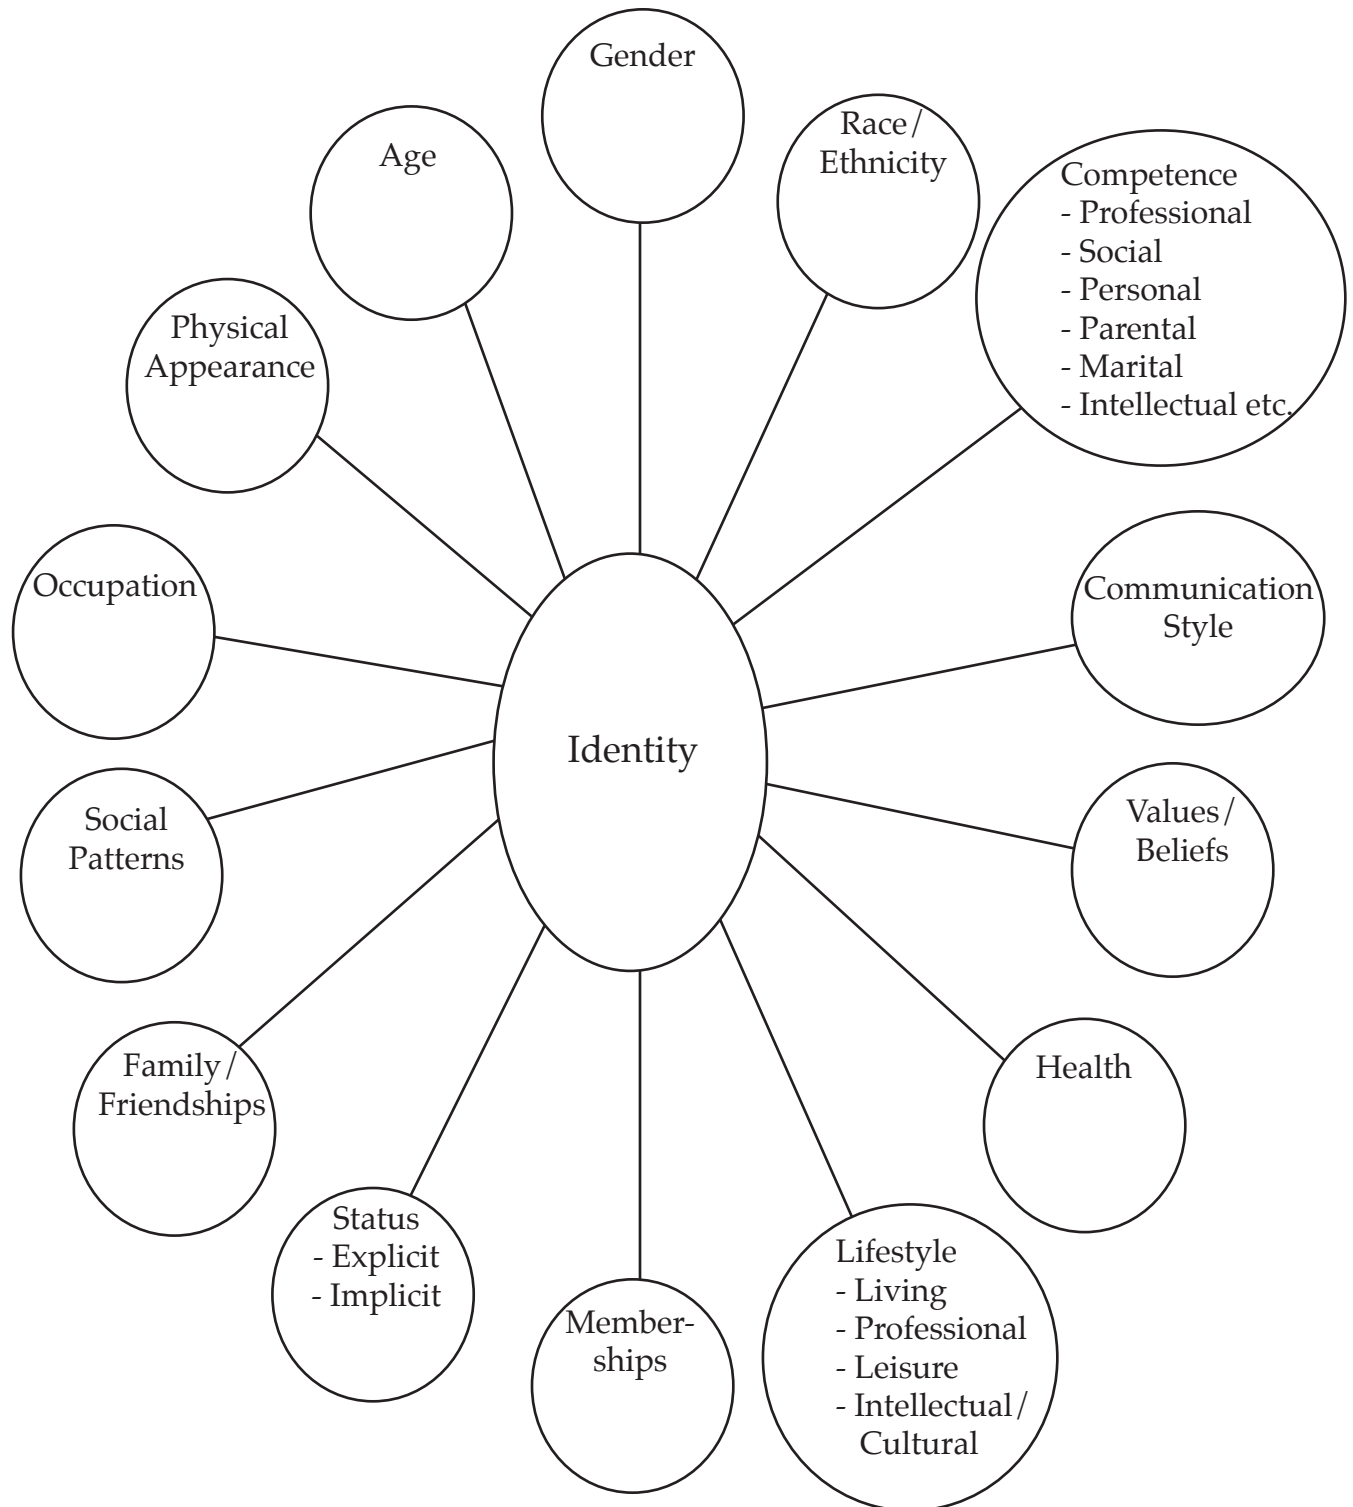 Gender
Race/
Ethnicity
Competence
- Professional
- Social
- Personal
- Parental
- Marital
- Intellectual etc.
Communication
Style
Values/
Beliefs
Health
Lifestyle
- Living
- Professional
- Leisure
- Intellectual/
Cultural
Member-
ships
Status
- Explicit
- Implicit
Family/
Friendships
Social
Patterns
Occupation
Physical
Appearance
Age
Identity